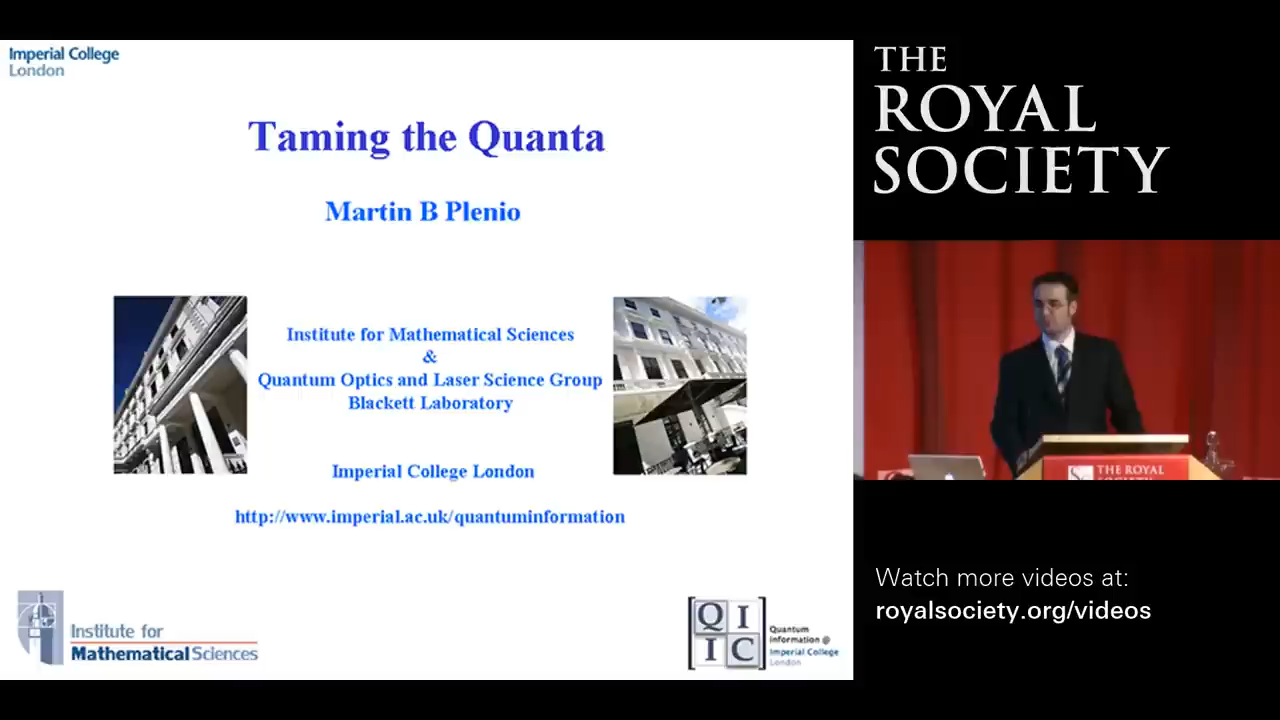 Imperial College
London
Taming the Quanta
Martin B Plenio
Institute for Mathematical Sciences
&
Quantum Optics and Laser Science Group
Blackett Laboratory
Imperial College London
http://www.imperial.ac.uk/quantuminformation
Institute for
Mathematical Sciences
QI
IC
Quantum
Information @
Imperial College
London
THE
ROYAL
SOCIETY
THE ROYAL
SOCIETY
Watch more videos at:
royalsociety.org/videos